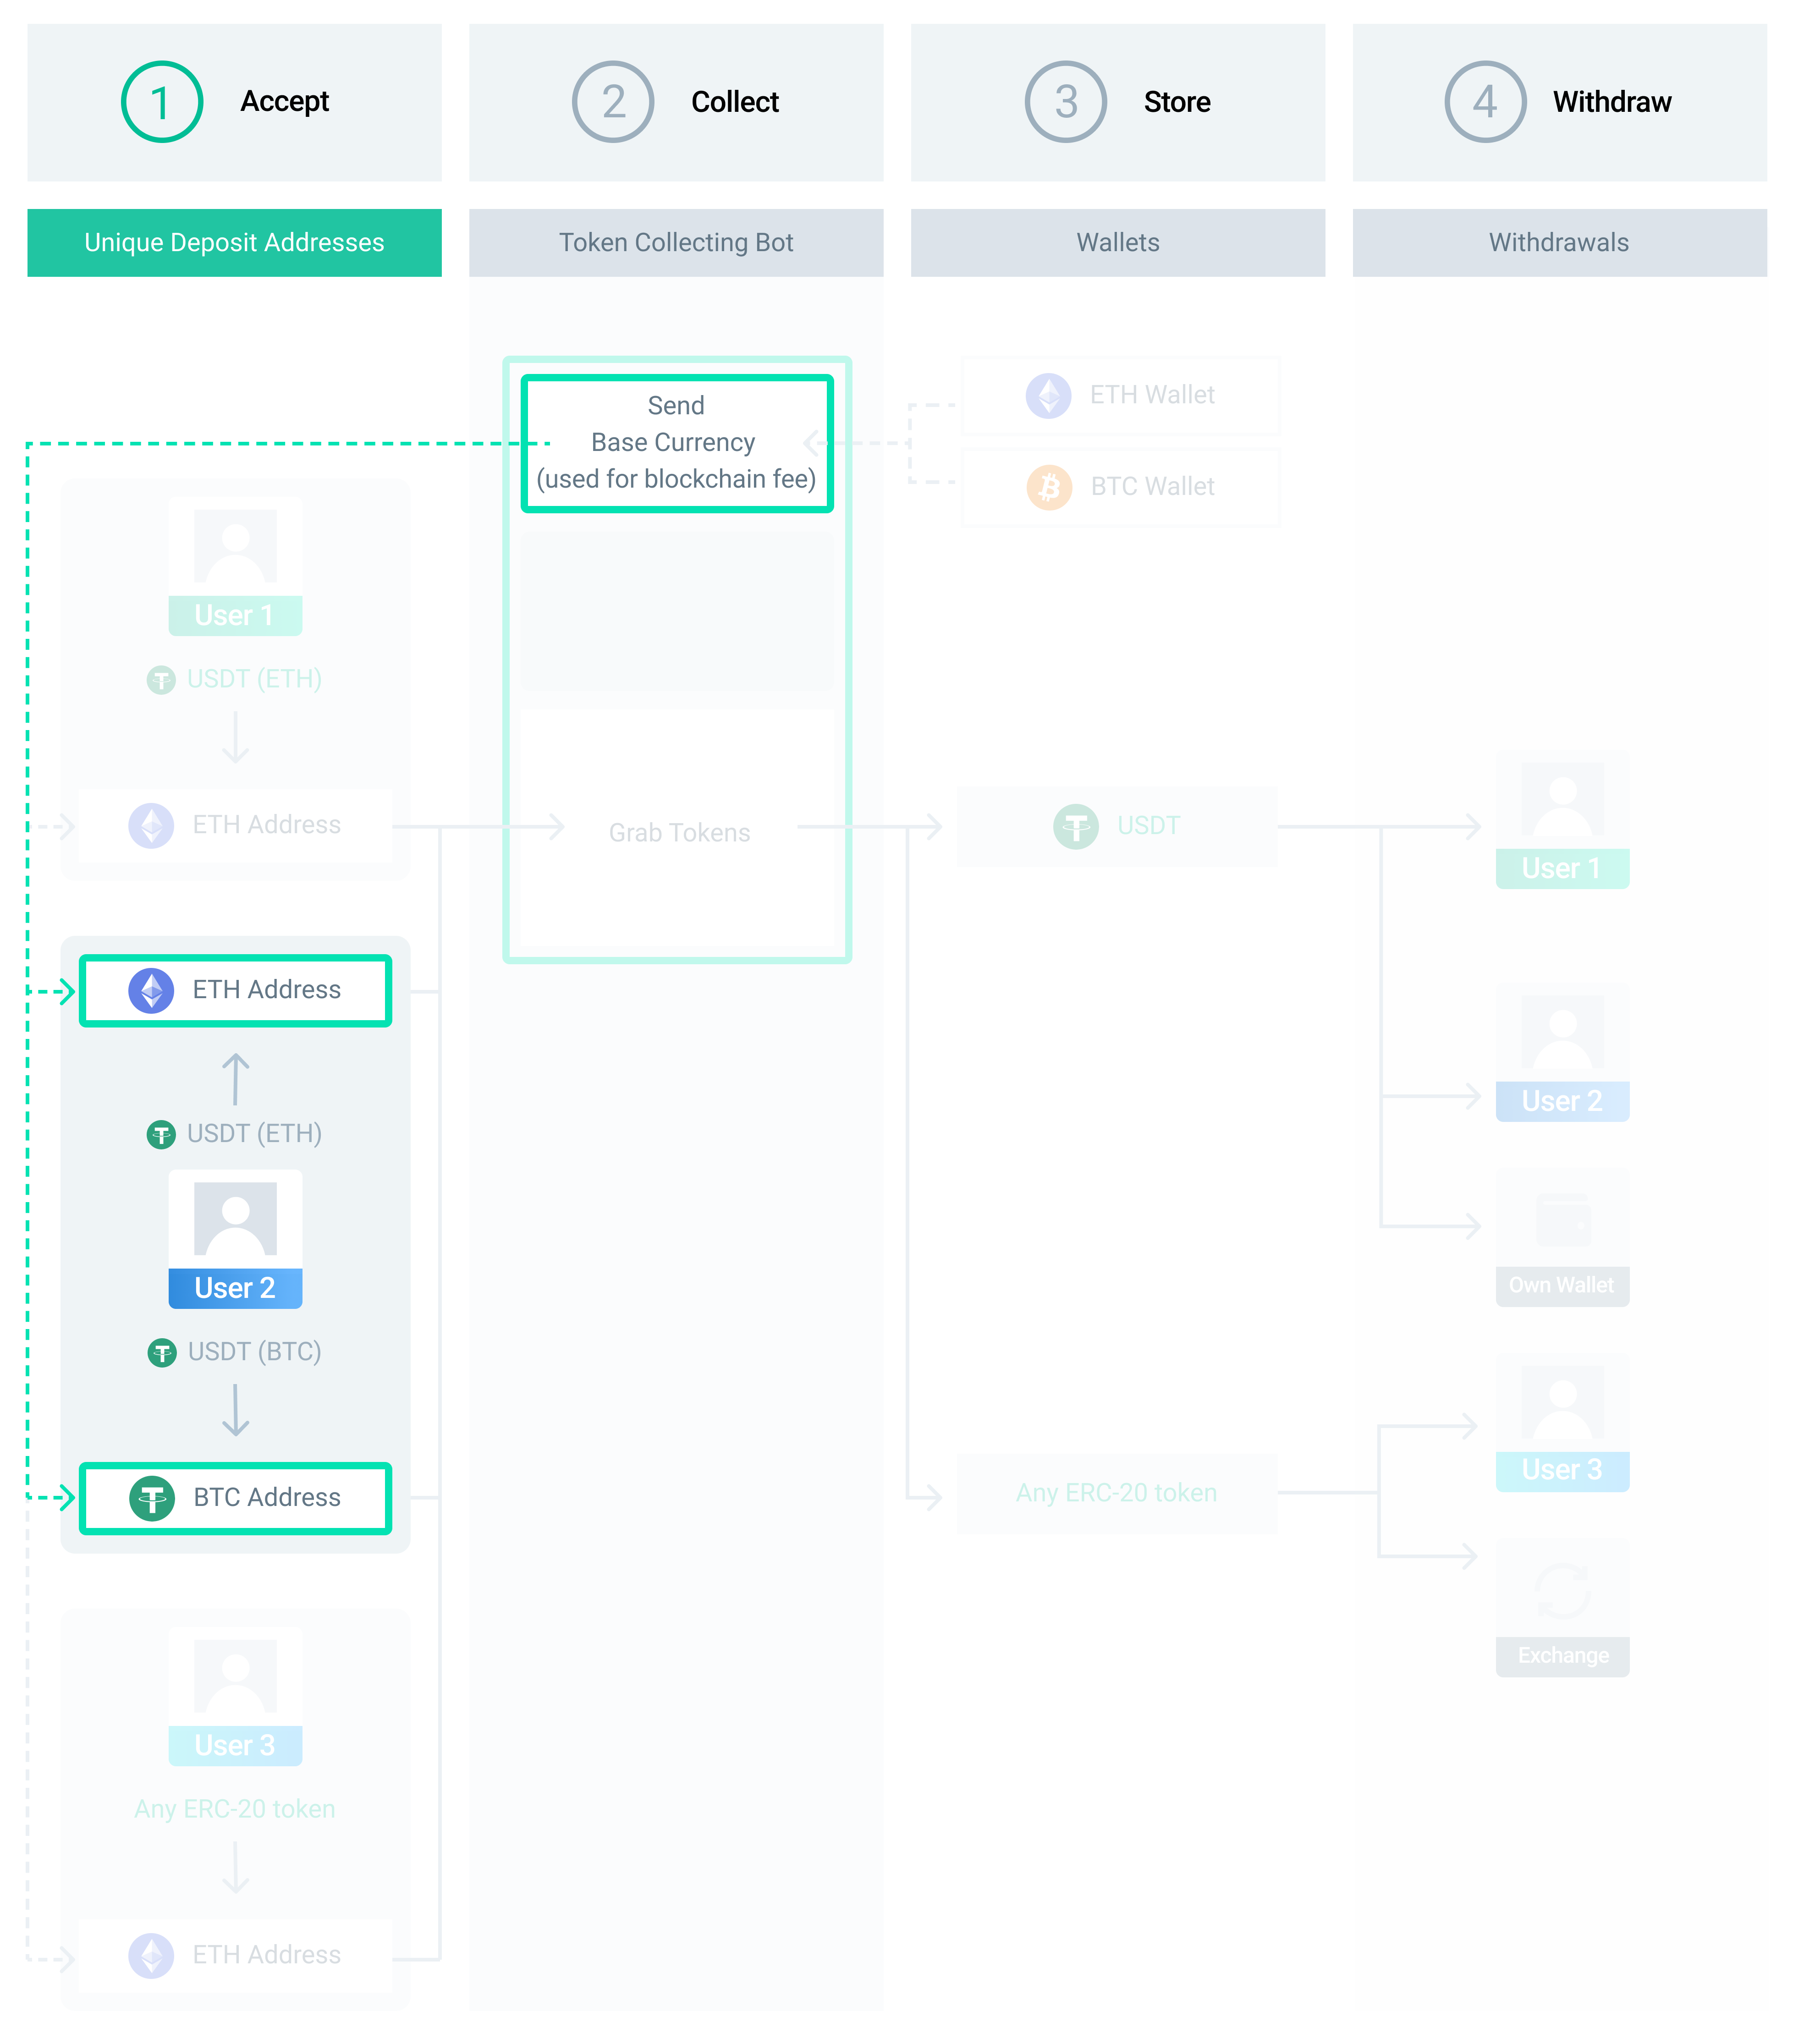 1
Accept
2
Collect
3
Store
4
Withdraw
Unique Deposit Addresses
Token Collecting Bot
Wallets
Withdrawals
Send
Base Currency
(used for blockchain fee)
ETH Wallet
BTC Wallet
User 1
USDT (ETH)
ETH Address
Grab Tokens
USDT
User 1
ETH Address
USDT (ETH)
User 2
USDT (BTC)
BTC Address
User 2
Own Wallet
Any ERC-20 token
User 3
Exchange
User 3
Any ERC-20 token
ETH Address